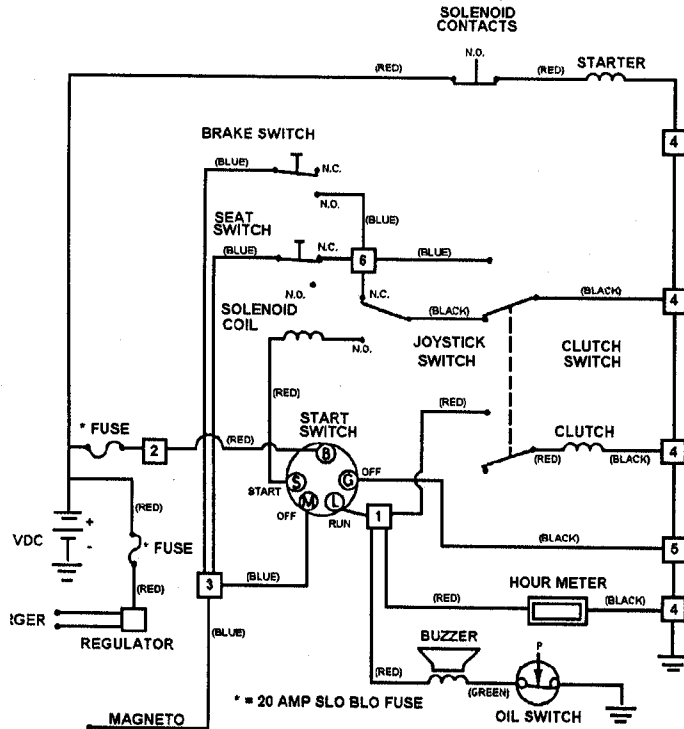 SOLENOID
CONTACTS
N.O.
(RED)
(RED)
STARTER
4
BRAKE SWITCH
(BLUE)
N.C.
N.O.
(BLUE)
SEAT
SWITCH
(BLUE)
N.C.
6
(BLUE)
N.O.
N.C.
SOLENOID
COIL
(BLACK)
(BLACK)
4
N.O.
JOYSTICK
SWITCH
CLUTCH
SWITCH
(RED)
(RED)
* FUSE
2
(RED)
START
SWITCH
B
CLUTCH
(RED)
(BLACK)
4
START
S
G
OFF
M
L
OFF
RUN
1
(RED)
VDC
+
-
* FUSE
(BLACK)
5
(RED)
3
(BLUE)
HOUR METER
(RED)
(BLACK)
4
RGER
REGULATOR
(BLUE)
BUZZER
P
(RED)
(GREEN)
* = 20 AMP SLO BLO FUSE
OIL SWITCH
MAGNETO